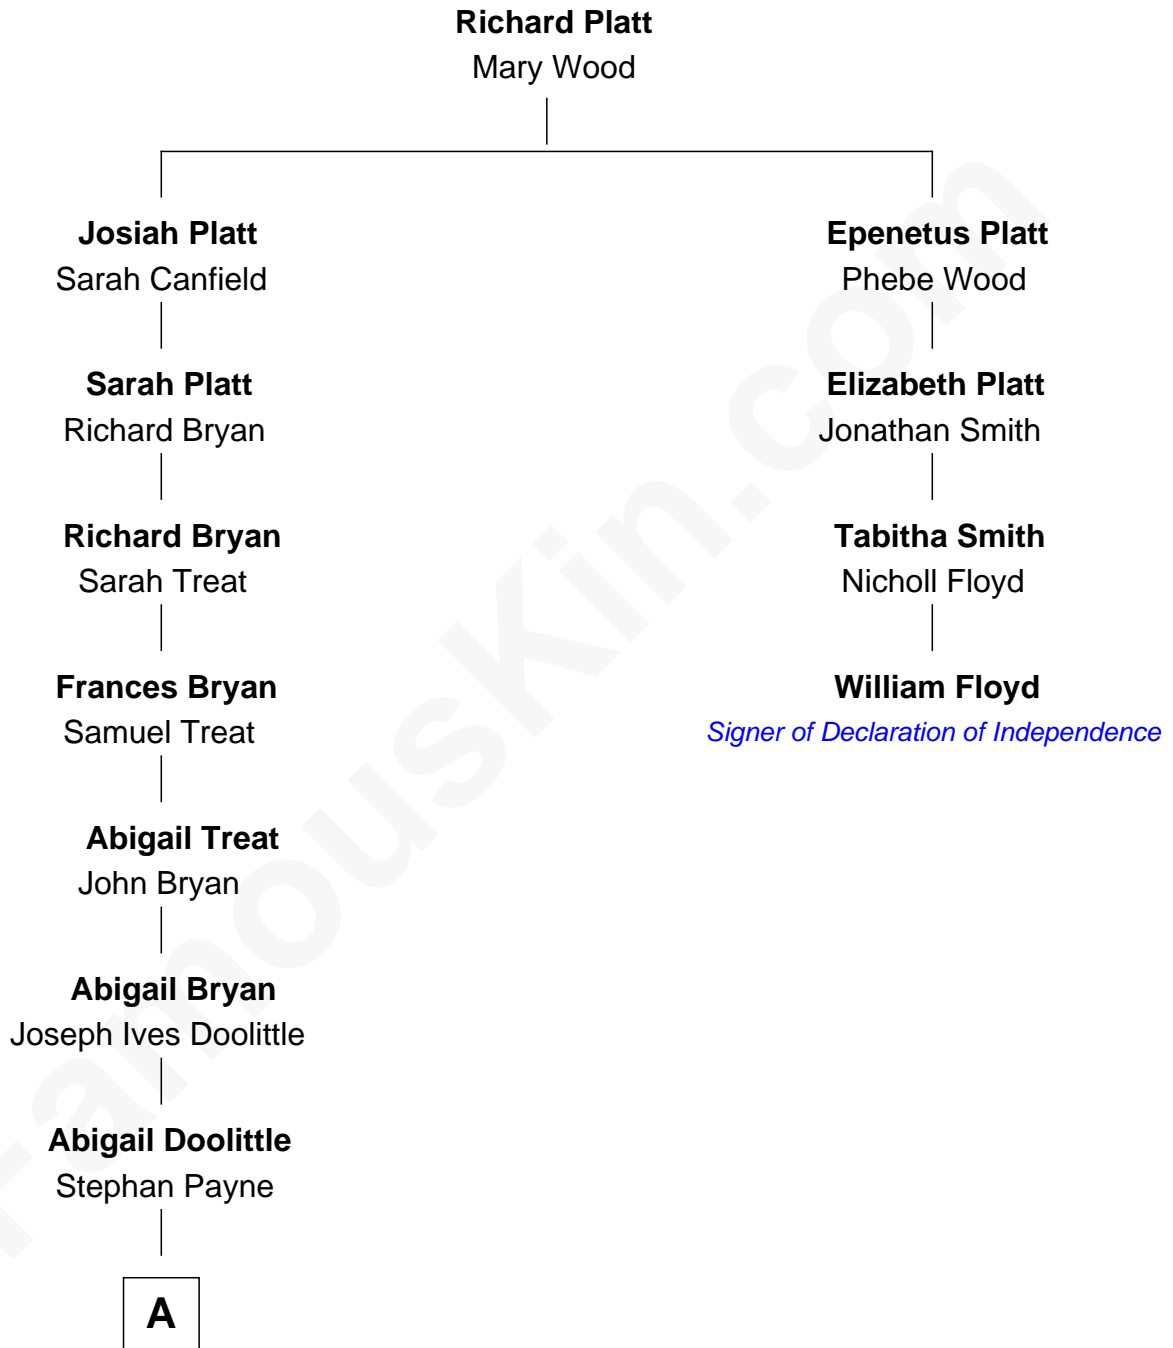 Richard Platt
Mary Wood
Josiah Platt
Sarah Canfield
Epenetus Platt
Phebe Wood
Sarah Platt
Richard Bryan
Elizabeth Platt
Jonathan Smith
Richard Bryan
Sarah Treat
Tabitha Smith
Nicholl Floyd
Frances Bryan
Samuel Treat
William Floyd
Signer of Declaration of Independence
Abigail Treat
John Bryan
Abigail Bryan
Joseph Ives Doolittle
Abigail Doolittle
Stephan Payne
A
FamousKin.com